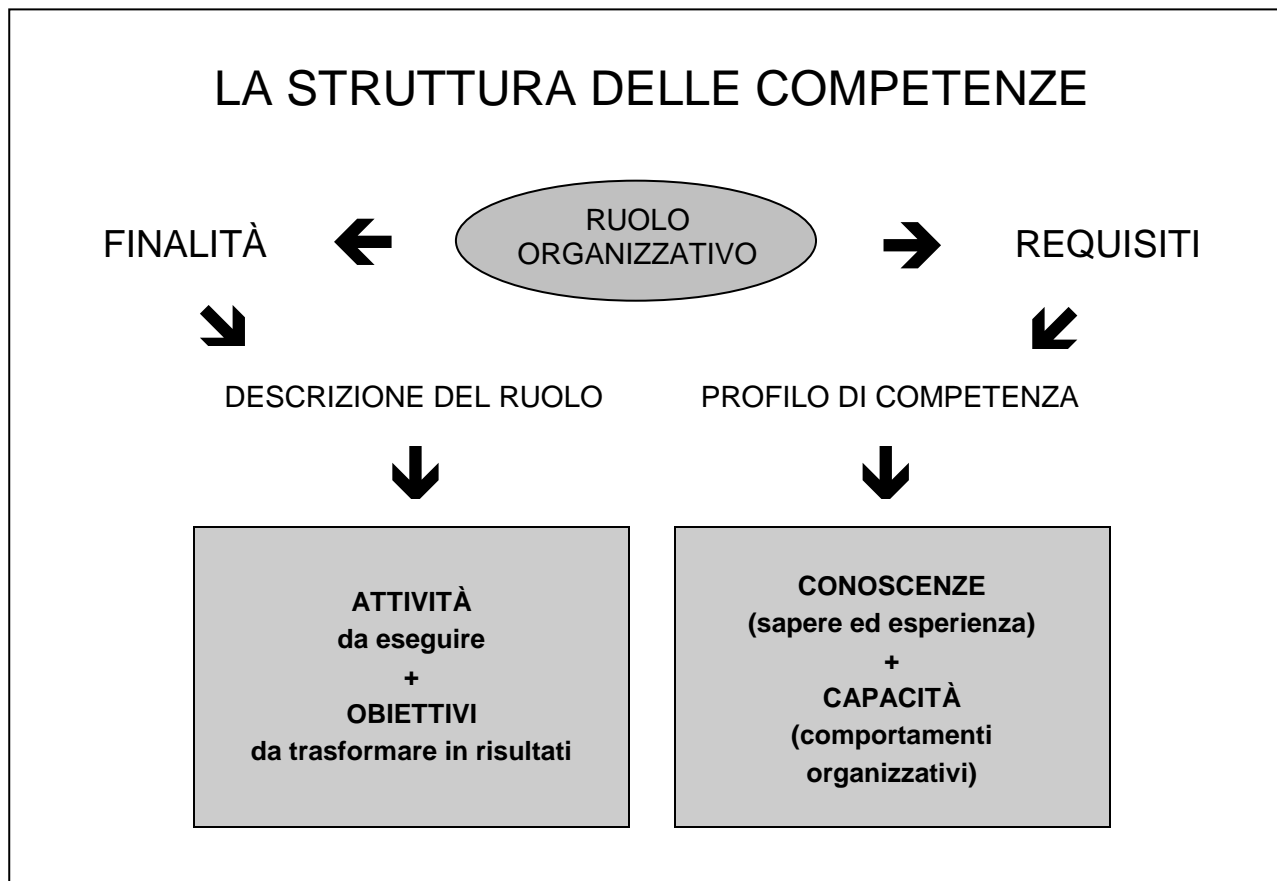 LA STRUTTURA DELLE COMPETENZE
RUOLO
ORGANIZZATIVO
FINALITÀ
REQUISITI
DESCRIZIONE DEL RUOLO
PROFILO DI COMPETENZA
ATTIVITÀ
da eseguire
+
OBIETTIVI
da trasformare in risultati
CONOSCENZE
(sapere ed esperienza)
+
CAPACITÀ
(comportamenti
organizzativi)